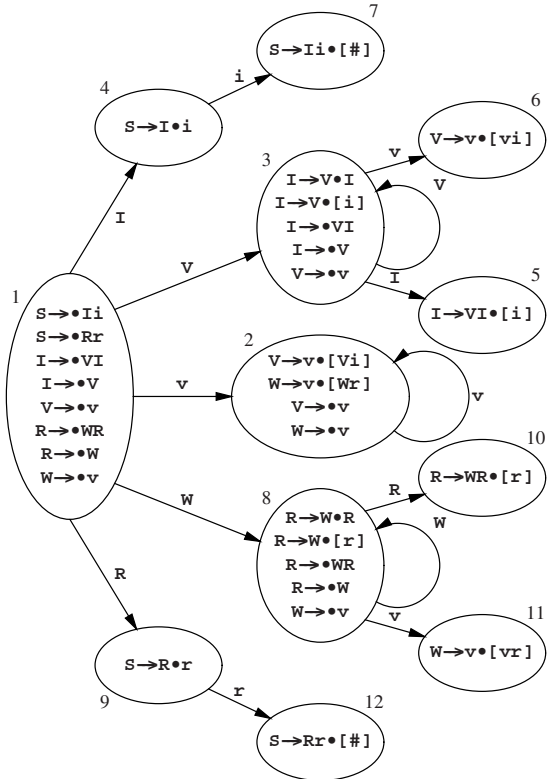 7
S→Ii•[#]
i
4
S→I•i
I
6
V→v•[vi]
v
3
I→V•I
I→V•[i]
I→•VI
I→•V
V→•v
V
V
I
5
I→VI•[i]
1
S→•Ii
S→•Rr
I→•VI
I→•V
V→•v
R→•WR
R→•W
W→•v
v
2
V→v•[Vi]
W→v•[Wr]
V→•v
W→•v
v
W
8
R→W•R
R→W•[r]
R→•WR
R→•W
W→•v
R
10
R→WR•[r]
W
v
11
W→v•[vr]
R
S→R•r
9
r
12
S→Rr•[#]